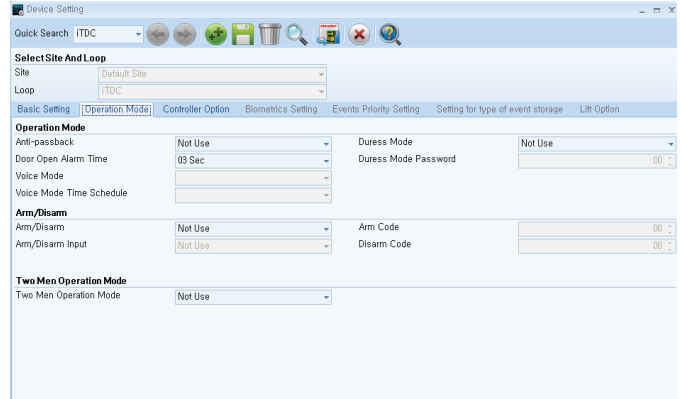 Device Setting
Quick Search iTDC
Select Site And Loop
Site Default Site
Loop iTDC
Basic Setting Operation Mode Controller Option Biometrics Setting Events Priority Setting Setting for type of event storage Lift Option
Operation Mode
Anti-passback Not Use Duress Mode Not Use
Door Open Alarm Time 03 Sec Duress Mode Password 00
Voice Mode
Voice Mode Time Schedule
Arm/Disarm
Arm/Disarm Not Use Arm Code 00
Arm/Disarm Input Not Use Disarm Code 00
Two Men Operation Mode
Two Men Operation Mode Not Use